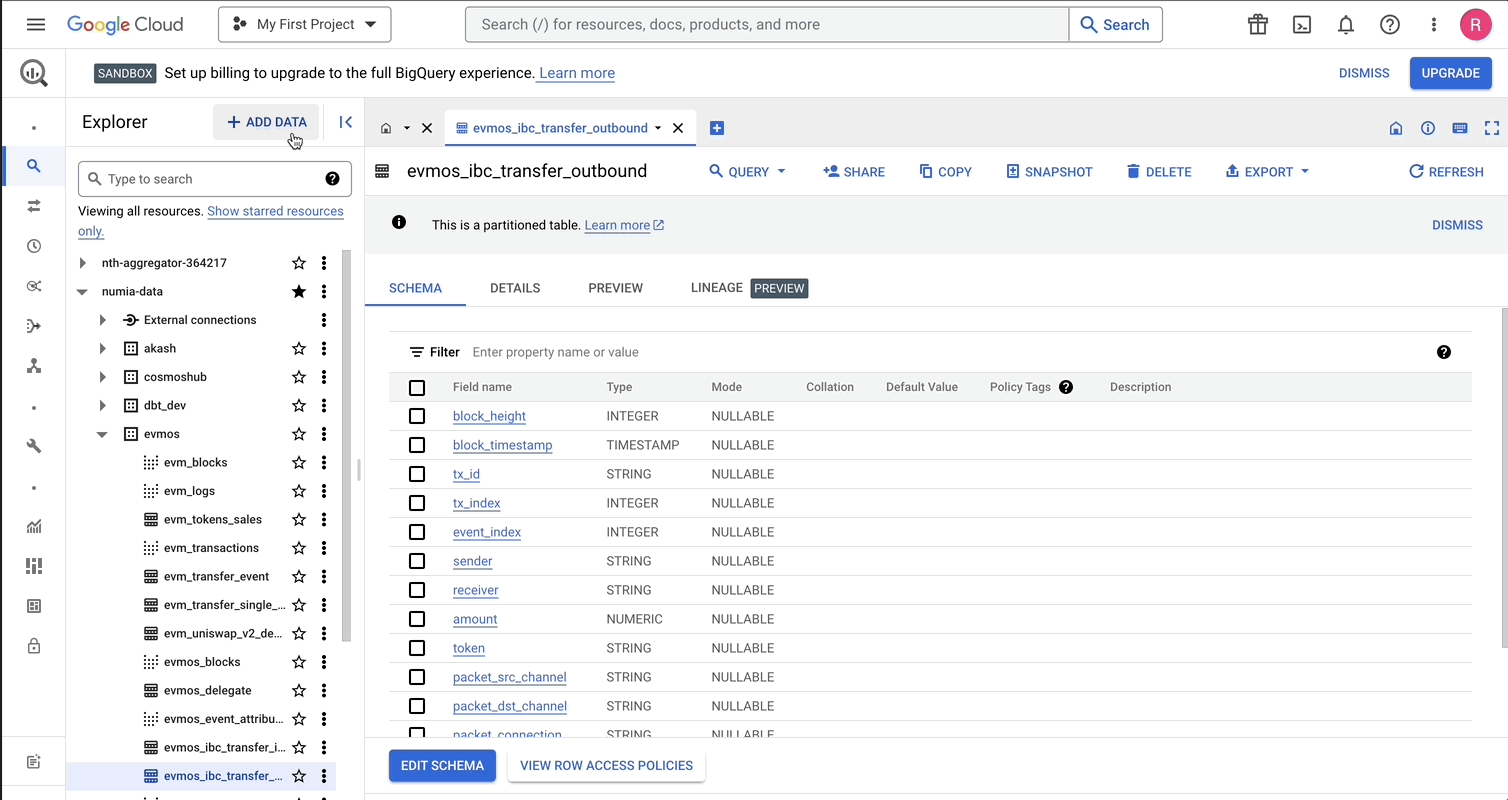 Google Cloud
My First Project
Search (/) for resources, docs, products, and more
Search
R
SANDBOX Set up billing to upgrade to the full BigQuery experience. Learn more
DISMISS
UPGRADE
Explorer
+ ADD DATA
evmos_ibc_transfer_outbound
Type to search
Viewing all resources. Show starred resources
only.
nth-aggregator-364217
numia-data
External connections
akash
cosmoshub
dbt_dev
evmos
evm_blocks
evm_logs
evm_tokens_sales
evm_transactions
evm_transfer_event
evm_transfer_single_...
evm_uniswap_v2_de...
evmos_blocks
evmos_delegate
evmos_event_attribu...
evmos_ibc_transfer_i...
evmos_ibc_transfer_...
evmos_ibc_transfer_outbound
QUERY
SHARE
COPY
SNAPSHOT
DELETE
EXPORT
REFRESH
This is a partitioned table. Learn more
DISMISS
SCHEMA
DETAILS
PREVIEW
LINEAGE PREVIEW
Filter Enter property name or value
Field name Type Mode Collation Default Value Policy Tags Description
block_height INTEGER NULLABLE
block_timestamp TIMESTAMP NULLABLE
tx_id STRING NULLABLE
tx_index INTEGER NULLABLE
event_index INTEGER NULLABLE
sender STRING NULLABLE
receiver STRING NULLABLE
amount NUMERIC NULLABLE
token STRING NULLABLE
packet_src_channel STRING NULLABLE
packet_dst_channel STRING NULLABLE
packet_connection STRING NULLABLE
EDIT SCHEMA
VIEW ROW ACCESS POLICIES